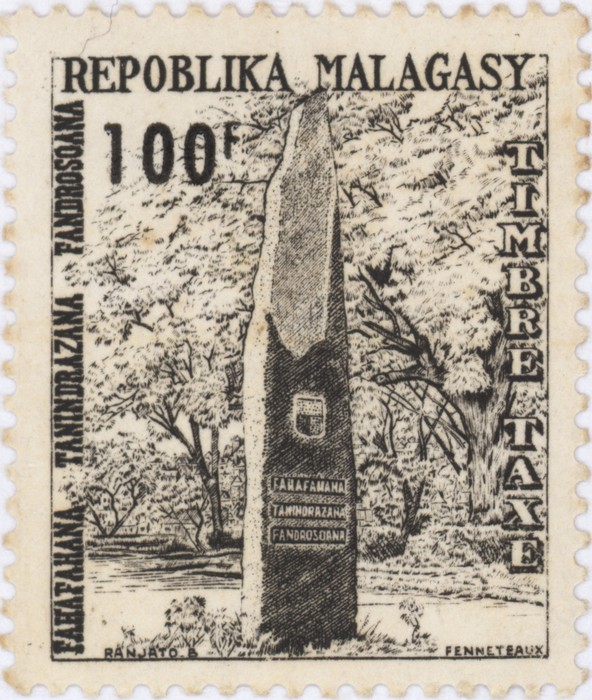 REPOBLIKA MALAGASY
100F
FAHAFAHANA TANINDRAZANA FANDROSOANA
TIMBRE TAXE
FAHAFAHANA
TANINDRAZANA
FANDROSOANA
RANJATO.B
FENNETEAUX